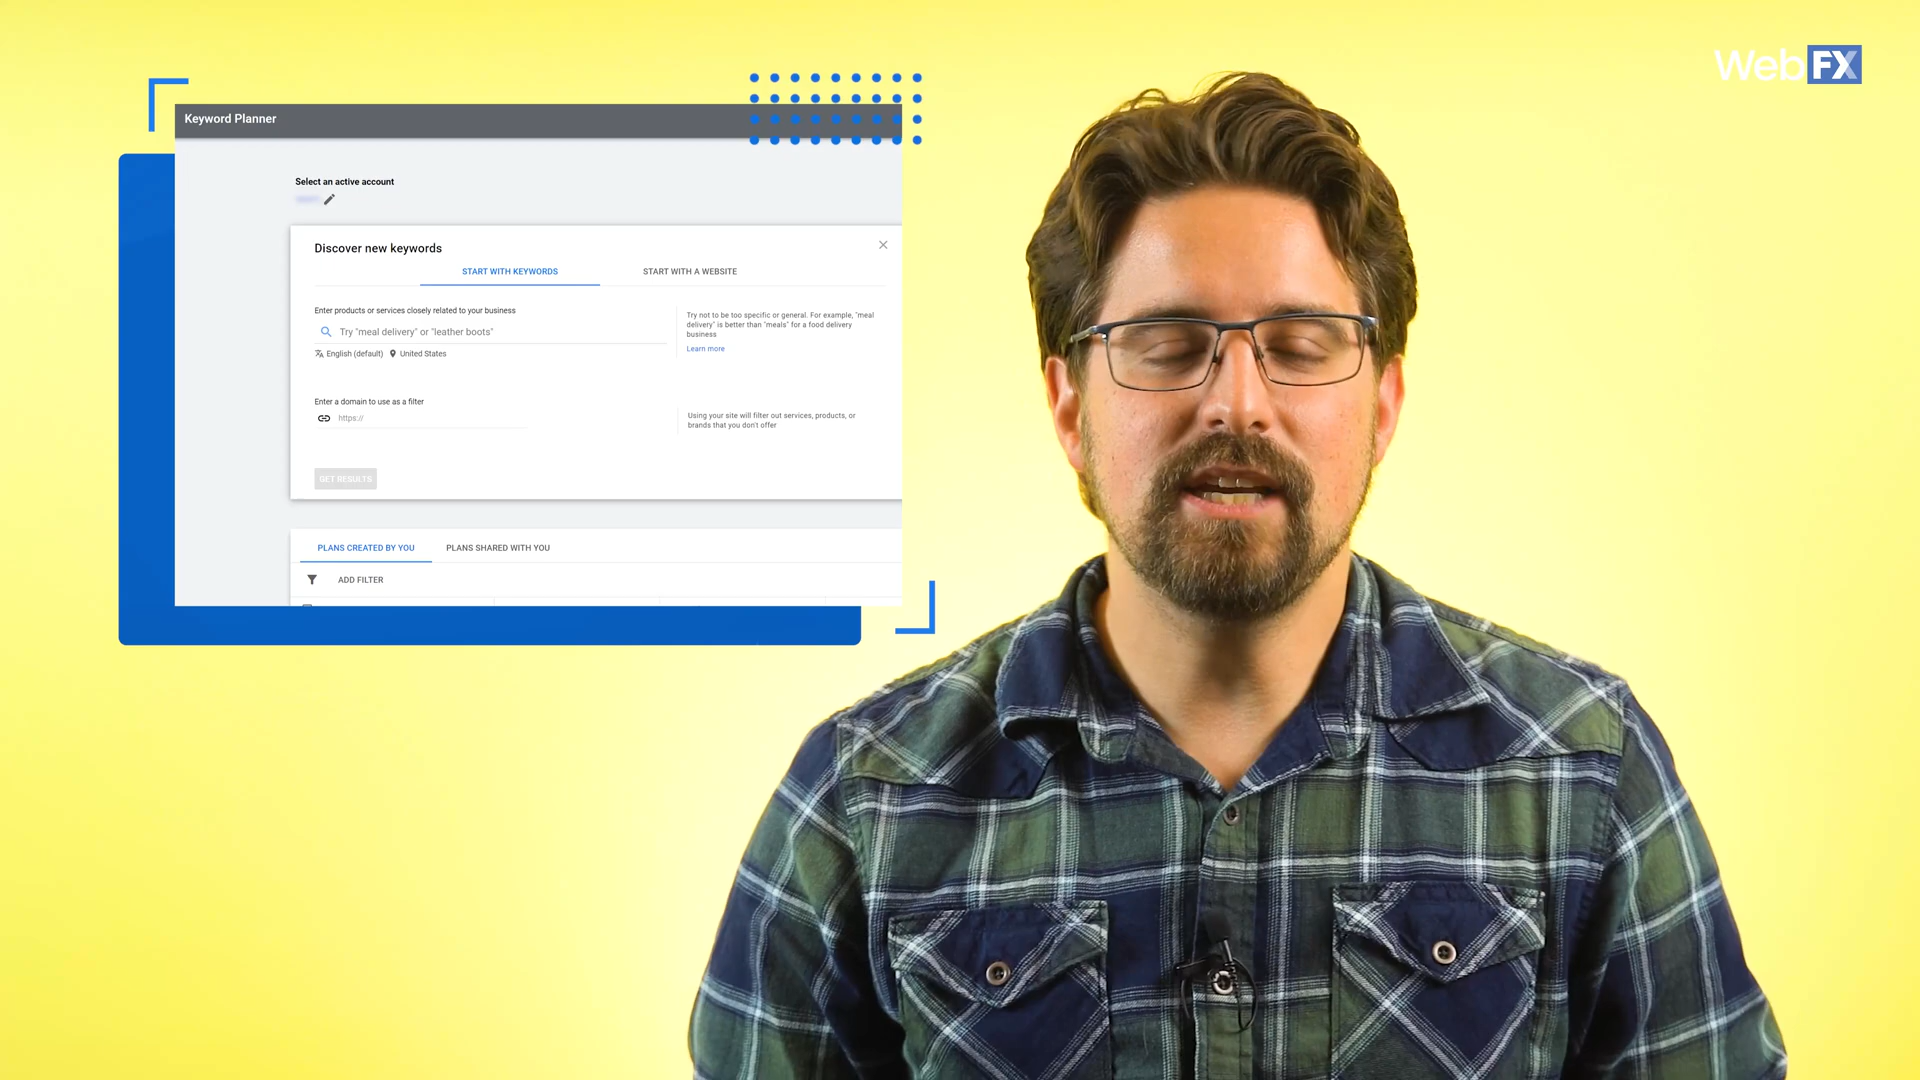 WebFX
Keyword Planner
Select an active account
Discover new keywords
START WITH KEYWORDS
START WITH A WEBSITE
Enter products or services closely related to your business
Try "meal delivery" or "leather boots"
English (default)
United States
Try not to be too specific or general. For example, "meal
delivery" is better than "meals" for a food delivery
business
Learn more
Enter a domain to use as a filter
https://
Using your site will filter out services, products, or
brands that you don't offer
GET RESULTS
PLANS CREATED BY YOU
PLANS SHARED WITH YOU
ADD FILTER